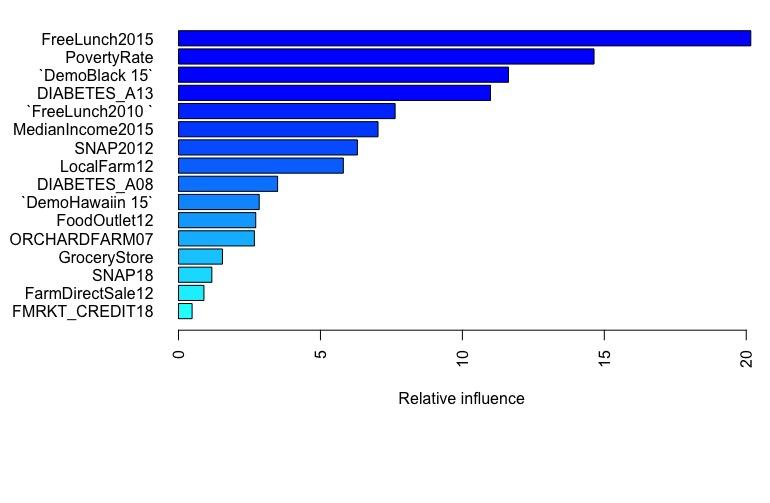 FreeLunch2015
PovertyRate
`DemoBlack 15`
DIABETES_A13
`FreeLunch2010 `
MedianIncome2015
SNAP2012
LocalFarm12
DIABETES_A08
`DemoHawaiin 15`
FoodOutlet12
ORCHARDFARM07
GroceryStore
SNAP18
FarmDirectSale12
FMRKT_CREDIT18
0 5 10 15 20
Relative influence